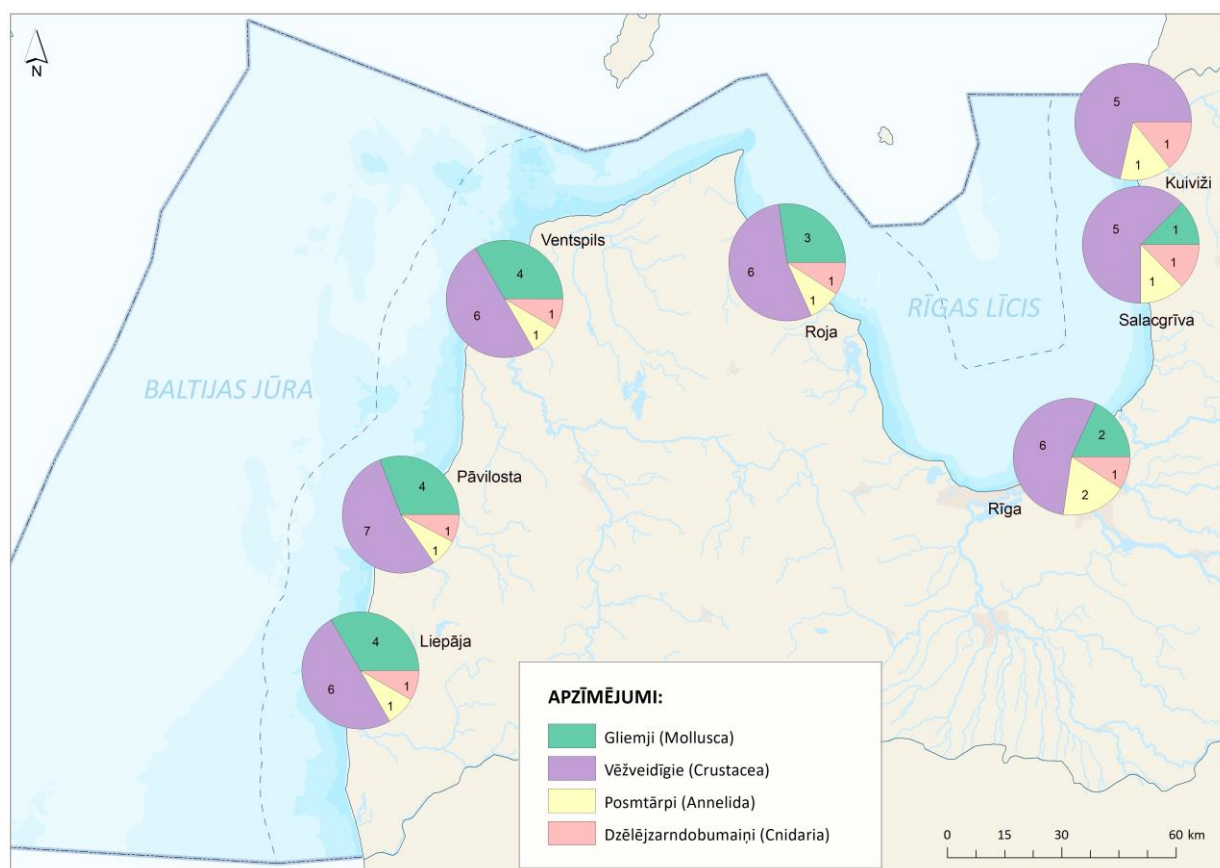 N
5
1
1
Kuiviži
5
1
1
1
Salacgrīva
Ventspils
4
6
1
1
3
6
1
1
Roja
RĪGAS LĪCIS
BALTIJAS JŪRA
6
2
1
2
Rīga
Pāvilosta
4
7
1
1
Liepāja
4
6
1
1
APZĪMĒJUMI:
Gliemji (Mollusca)
Vēžveidīgie (Crustacea)
Posmtārpi (Annelida)
Dzēlējzarndobumaiņi (Cnidaria)
0 15 30 60 km